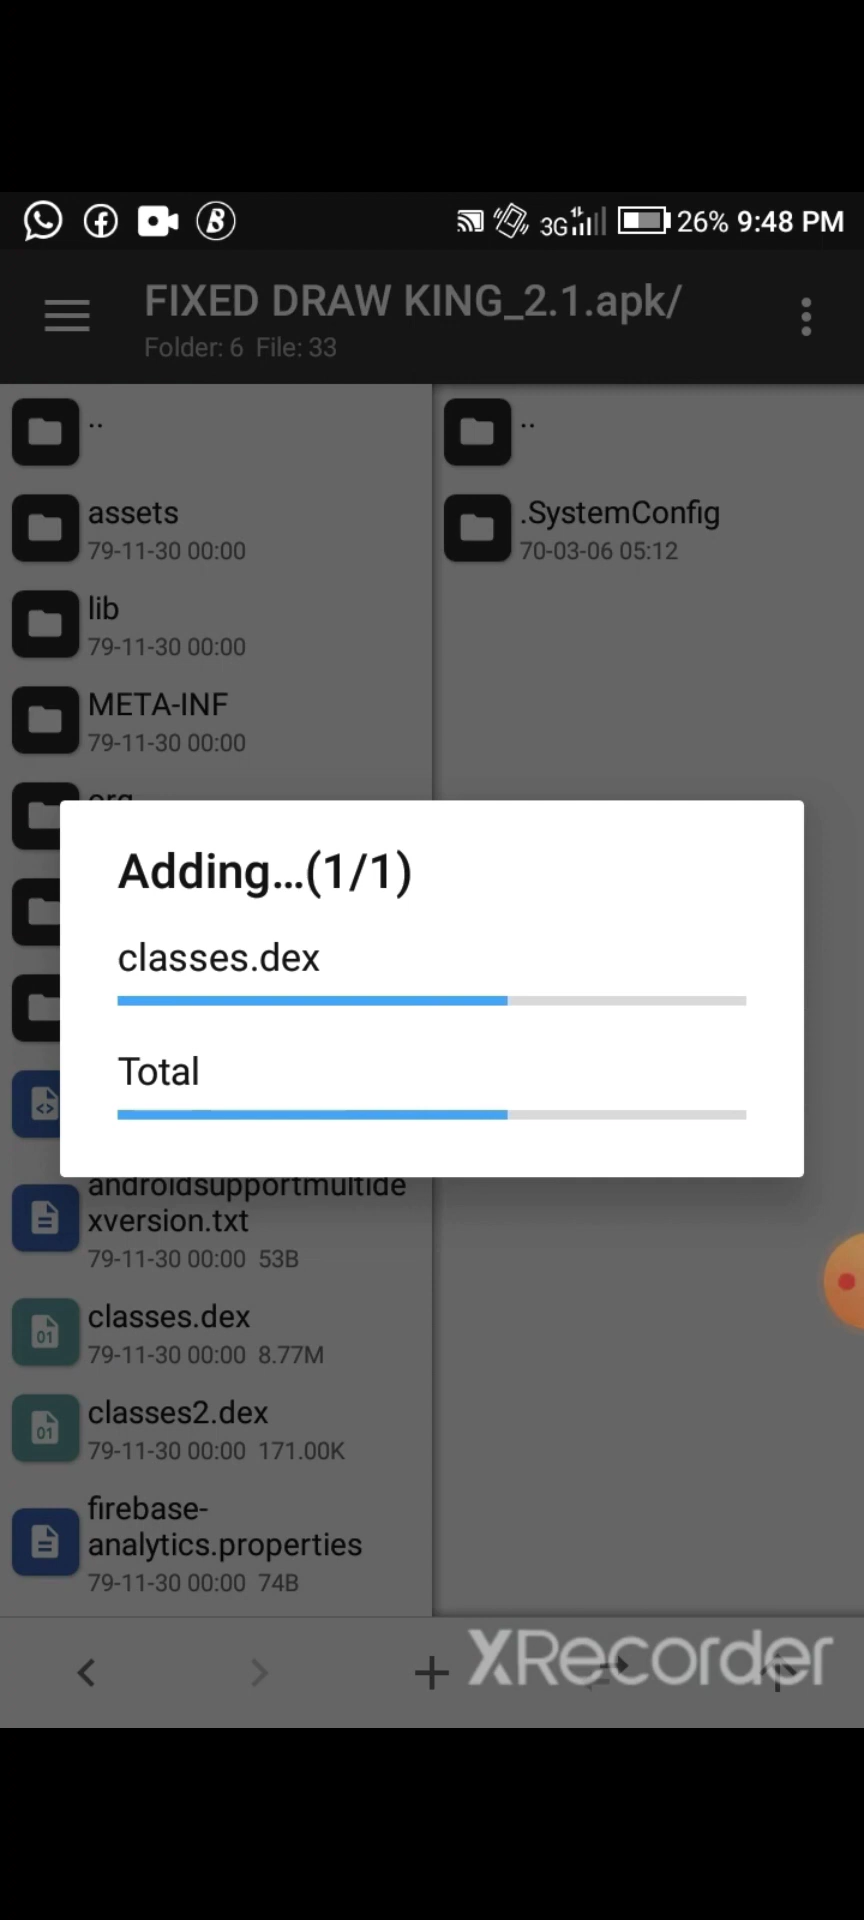 3G 26% 9:48 PM
FIXED DRAW KING_2.1.apk/
Folder: 6 File: 33
..
assets
79-11-30 00:00
lib
79-11-30 00:00
META-INF
79-11-30 00:00
org
..
.SystemConfig
70-03-06 05:12
Adding...(1/1)
classes.dex
Total
androidsupportmultide
xversion.txt
79-11-30 00:00 53B
classes.dex
79-11-30 00:00 8.77M
classes2.dex
79-11-30 00:00 171.00K
firebase-
analytics.properties
79-11-30 00:00 74B
XRecorder